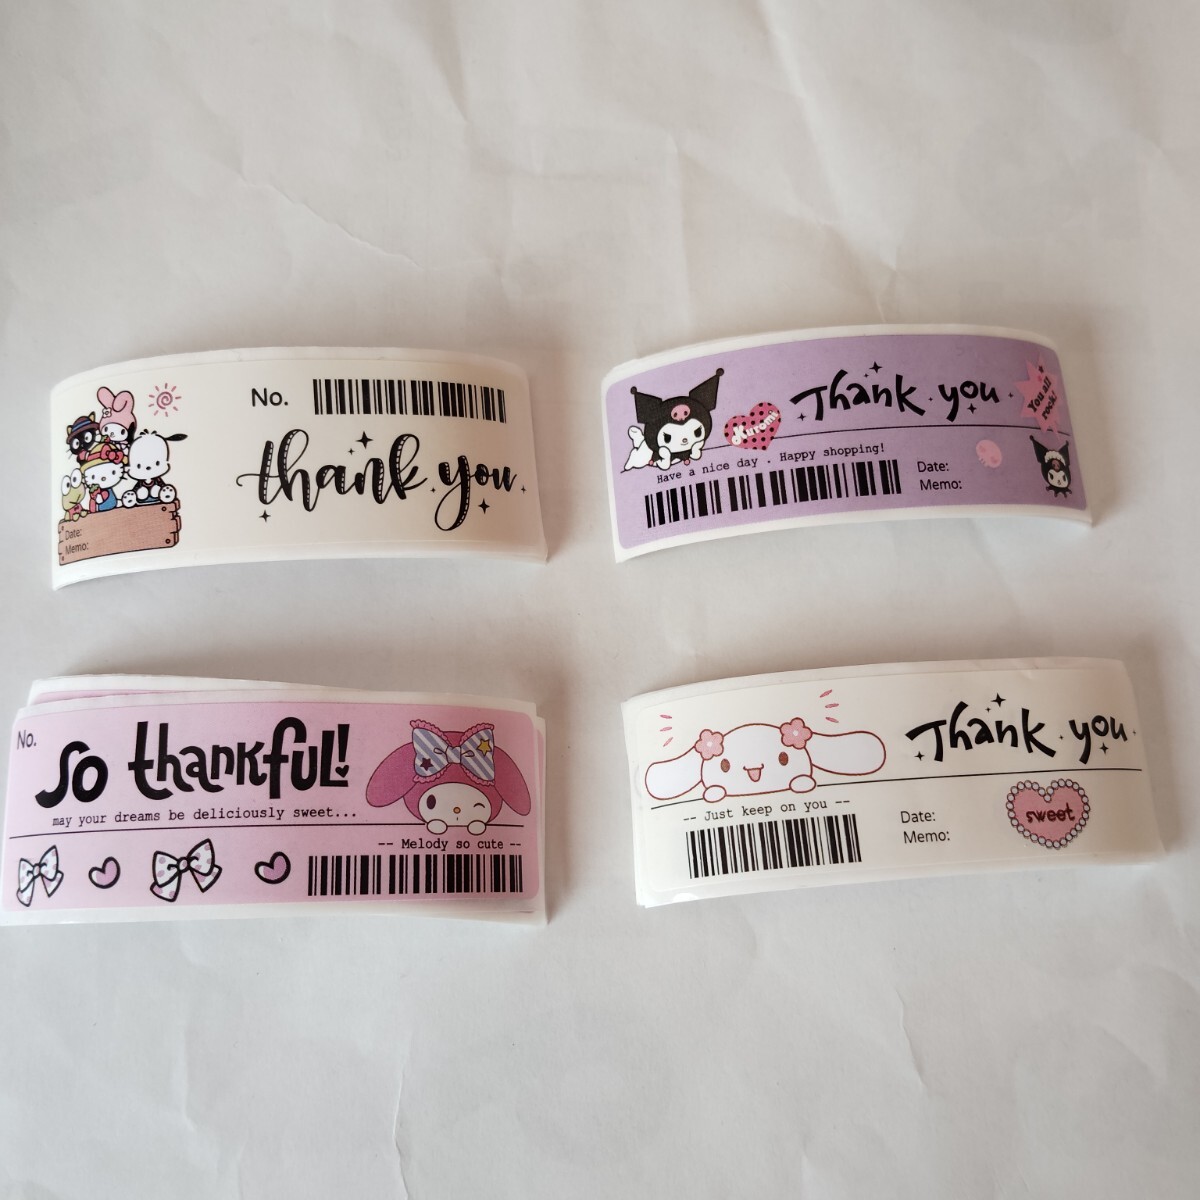 No.
thank you
Date:
Memo:
Thank you
You all rock!
Kuromi
Have a nice day . Happy shopping!
Date:
Memo:
No.
So thankful!
may your dreams be deliciously sweet...
-- Melody so cute --
Thank you
-- Just keep on you --
Date:
Memo:
sweet